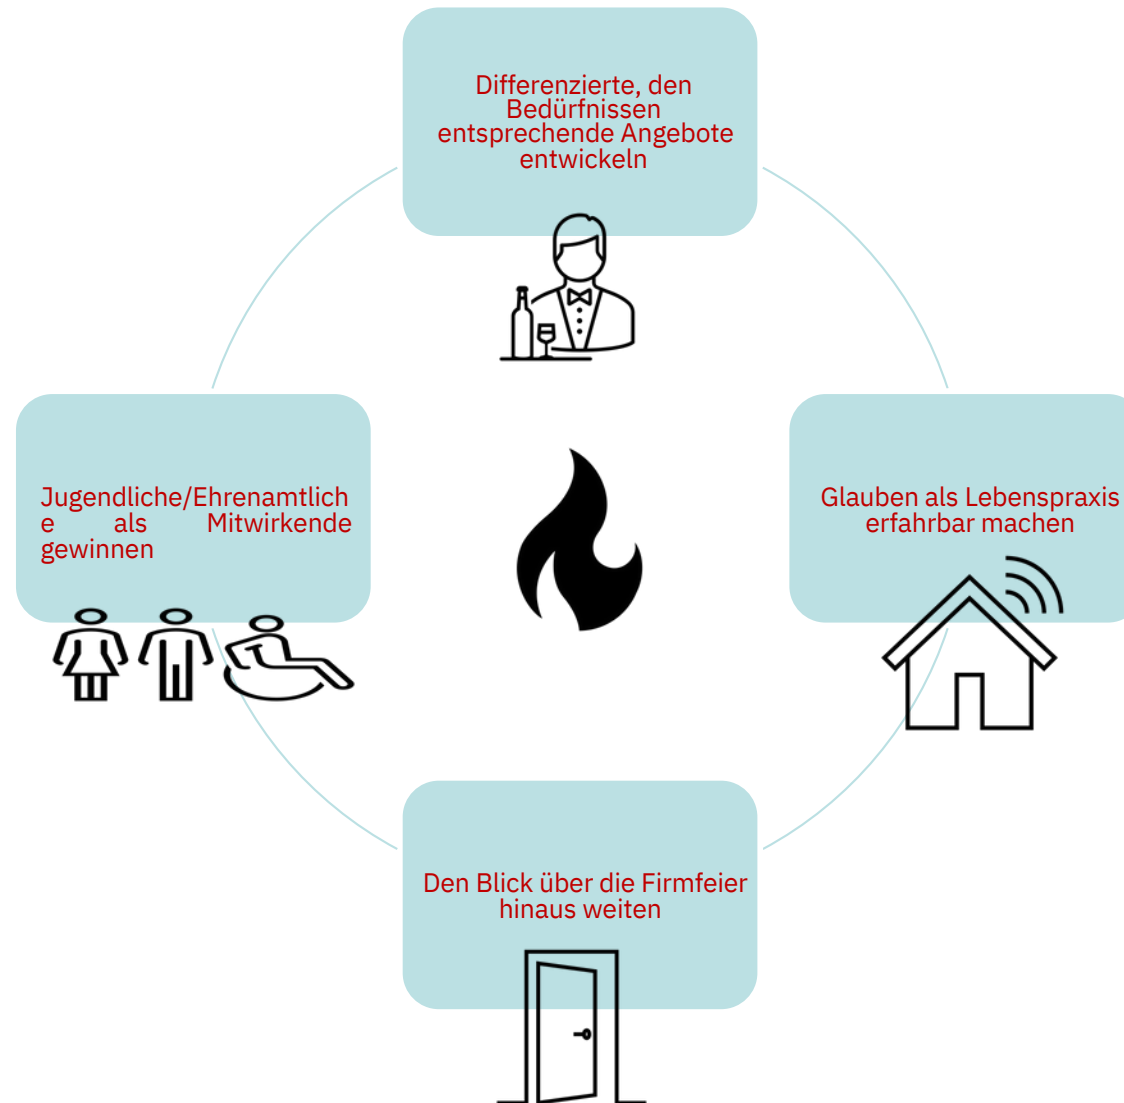 Differenzierte, den
Bedürfnissen
entsprechende Angebote
entwickeln
Jugendliche/Ehrenamtlich
e als Mitwirkende
gewinnen
Glauben als Lebenspraxis
erfahrbar machen
Den Blick über die Firmfeier
hinaus weiten